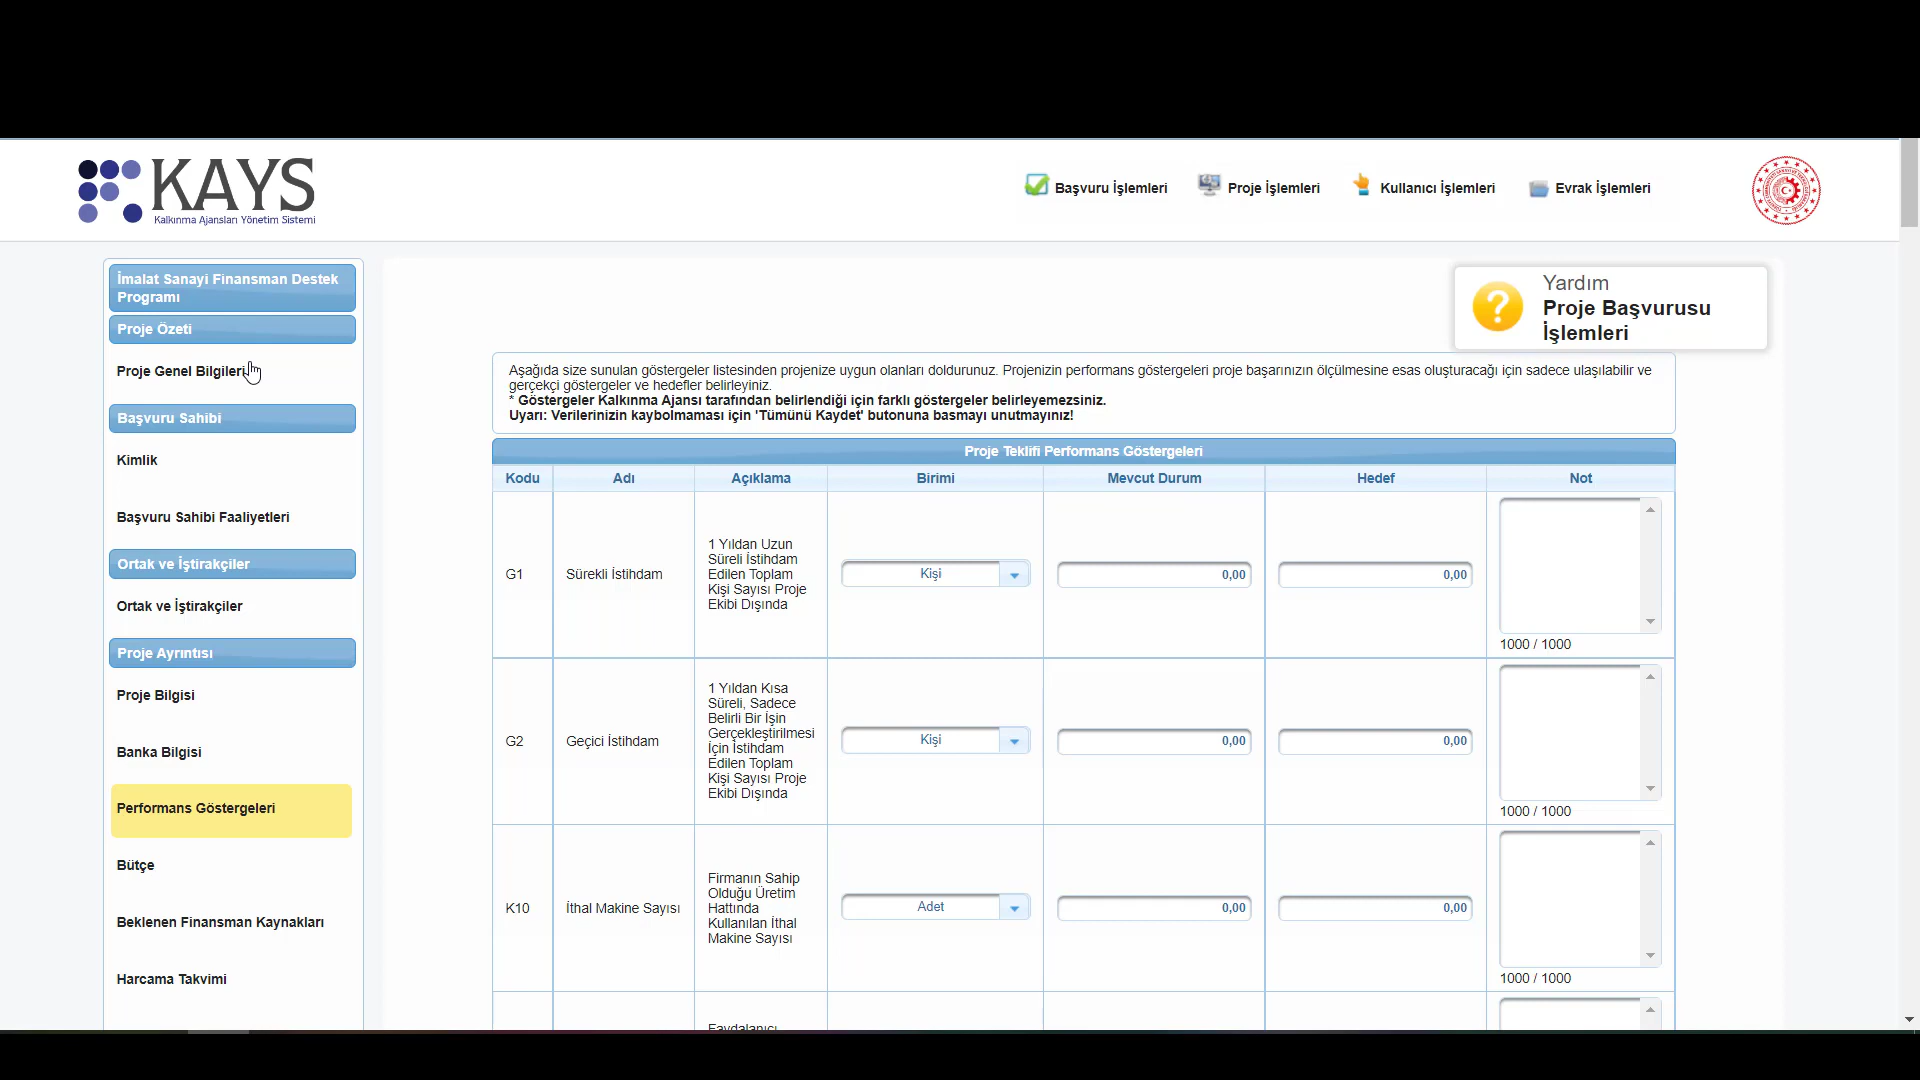 KAYS
Kalkınma Ajansları Yönetim Sistemi
Başvuru İşlemleri
Proje İşlemleri
Kullanıcı İşlemleri
Evrak İşlemleri
İmalat Sanayi Finansman Destek
Programı
Proje Özeti
Proje Genel Bilgileri
Başvuru Sahibi
Kimlik
Başvuru Sahibi Faaliyetleri
Ortak ve İştirakçiler
Ortak ve İştirakçiler
Proje Ayrıntısı
Proje Bilgisi
Banka Bilgisi
Performans Göstergeleri
Bütçe
Beklenen Finansman Kaynakları
Harcama Takvimi
Yardım
Proje Başvurusu
İşlemleri
Aşağıda size sunulan göstergeler listesinden projenize uygun olanları doldurunuz. Projenizin performans göstergeleri proje başarınızın ölçülmesine esas oluşturacağı için sadece ulaşılabilir ve
gerçekçi göstergeler ve hedefler belirleyiniz.
* Göstergeler Kalkınma Ajansı tarafından belirlendiği için farklı göstergeler belirleyemezsiniz.
Uyarı: Verilerinizin kaybolmaması için 'Tümünü Kaydet' butonuna basmayı unutmayınız!
Proje Teklifi Performans Göstergeleri
Kodu Adı Açıklama Birimi Mevcut Durum Hedef Not
G1 Sürekli İstihdam
1 Yıldan Uzun
Süreli İstihdam
Edilen Toplam
Kişi Sayısı Proje
Ekibi Dışında
Kişi 0,00 0,00
1000 / 1000
G2 Geçici İstihdam
1 Yıldan Kısa
Süreli, Sadece
Belirli Bir İşin
Gerçekleştirilmesi
İçin İstihdam
Edilen Toplam
Kişi Sayısı Proje
Ekibi Dışında
Kişi 0,00 0,00
1000 / 1000
K10 İthal Makine Sayısı
Firmanın Sahip
Olduğu Üretim
Hattında
Kullanılan İthal
Makine Sayısı
Adet 0,00 0,00
1000 / 1000